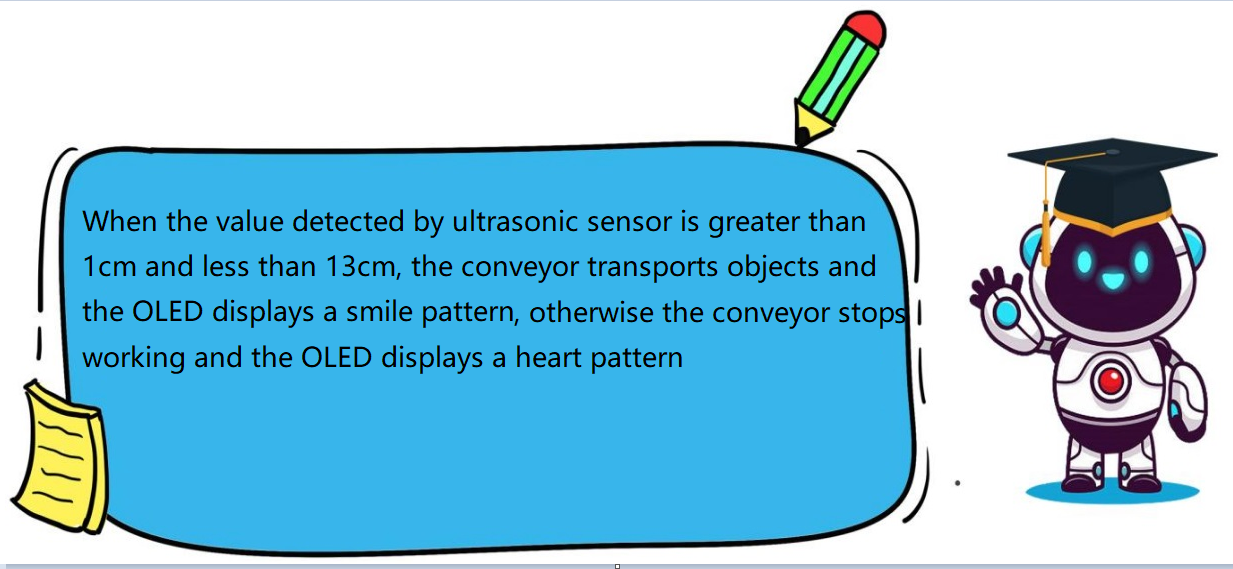 When the value detected by ultrasonic sensor is greater than
1cm and less than 13cm, the conveyor transports objects and
the OLED displays a smile pattern, otherwise the conveyor stops
working and the OLED displays a heart pattern